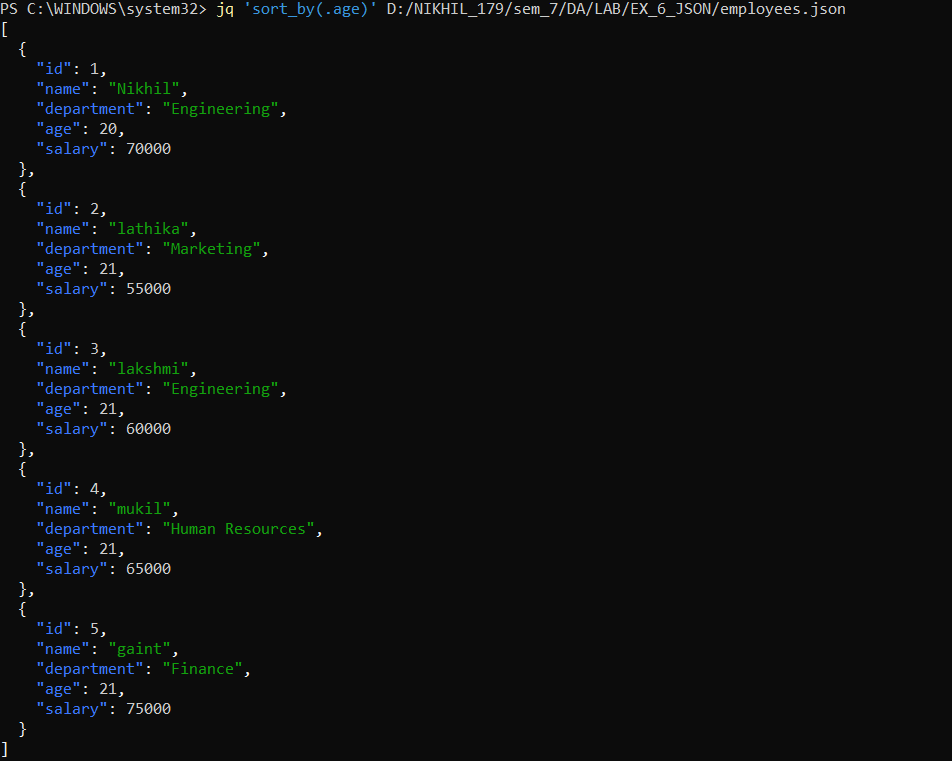 PS C:\WINDOWS\system32> jq 'sort_by(.age)' D:/NIKHIL_179/sem_7/DA/LAB/EX_6_JSON/employees.json
[
  {
    "id": 1,
    "name": "Nikhil",
    "department": "Engineering",
    "age": 20,
    "salary": 70000
  },
  {
    "id": 2,
    "name": "lathika",
    "department": "Marketing",
    "age": 21,
    "salary": 55000
  },
  {
    "id": 3,
    "name": "lakshmi",
    "department": "Engineering",
    "age": 21,
    "salary": 60000
  },
  {
    "id": 4,
    "name": "mukil",
    "department": "Human Resources",
    "age": 21,
    "salary": 65000
  },
  {
    "id": 5,
    "name": "gaint",
    "department": "Finance",
    "age": 21,
    "salary": 75000
  }
]